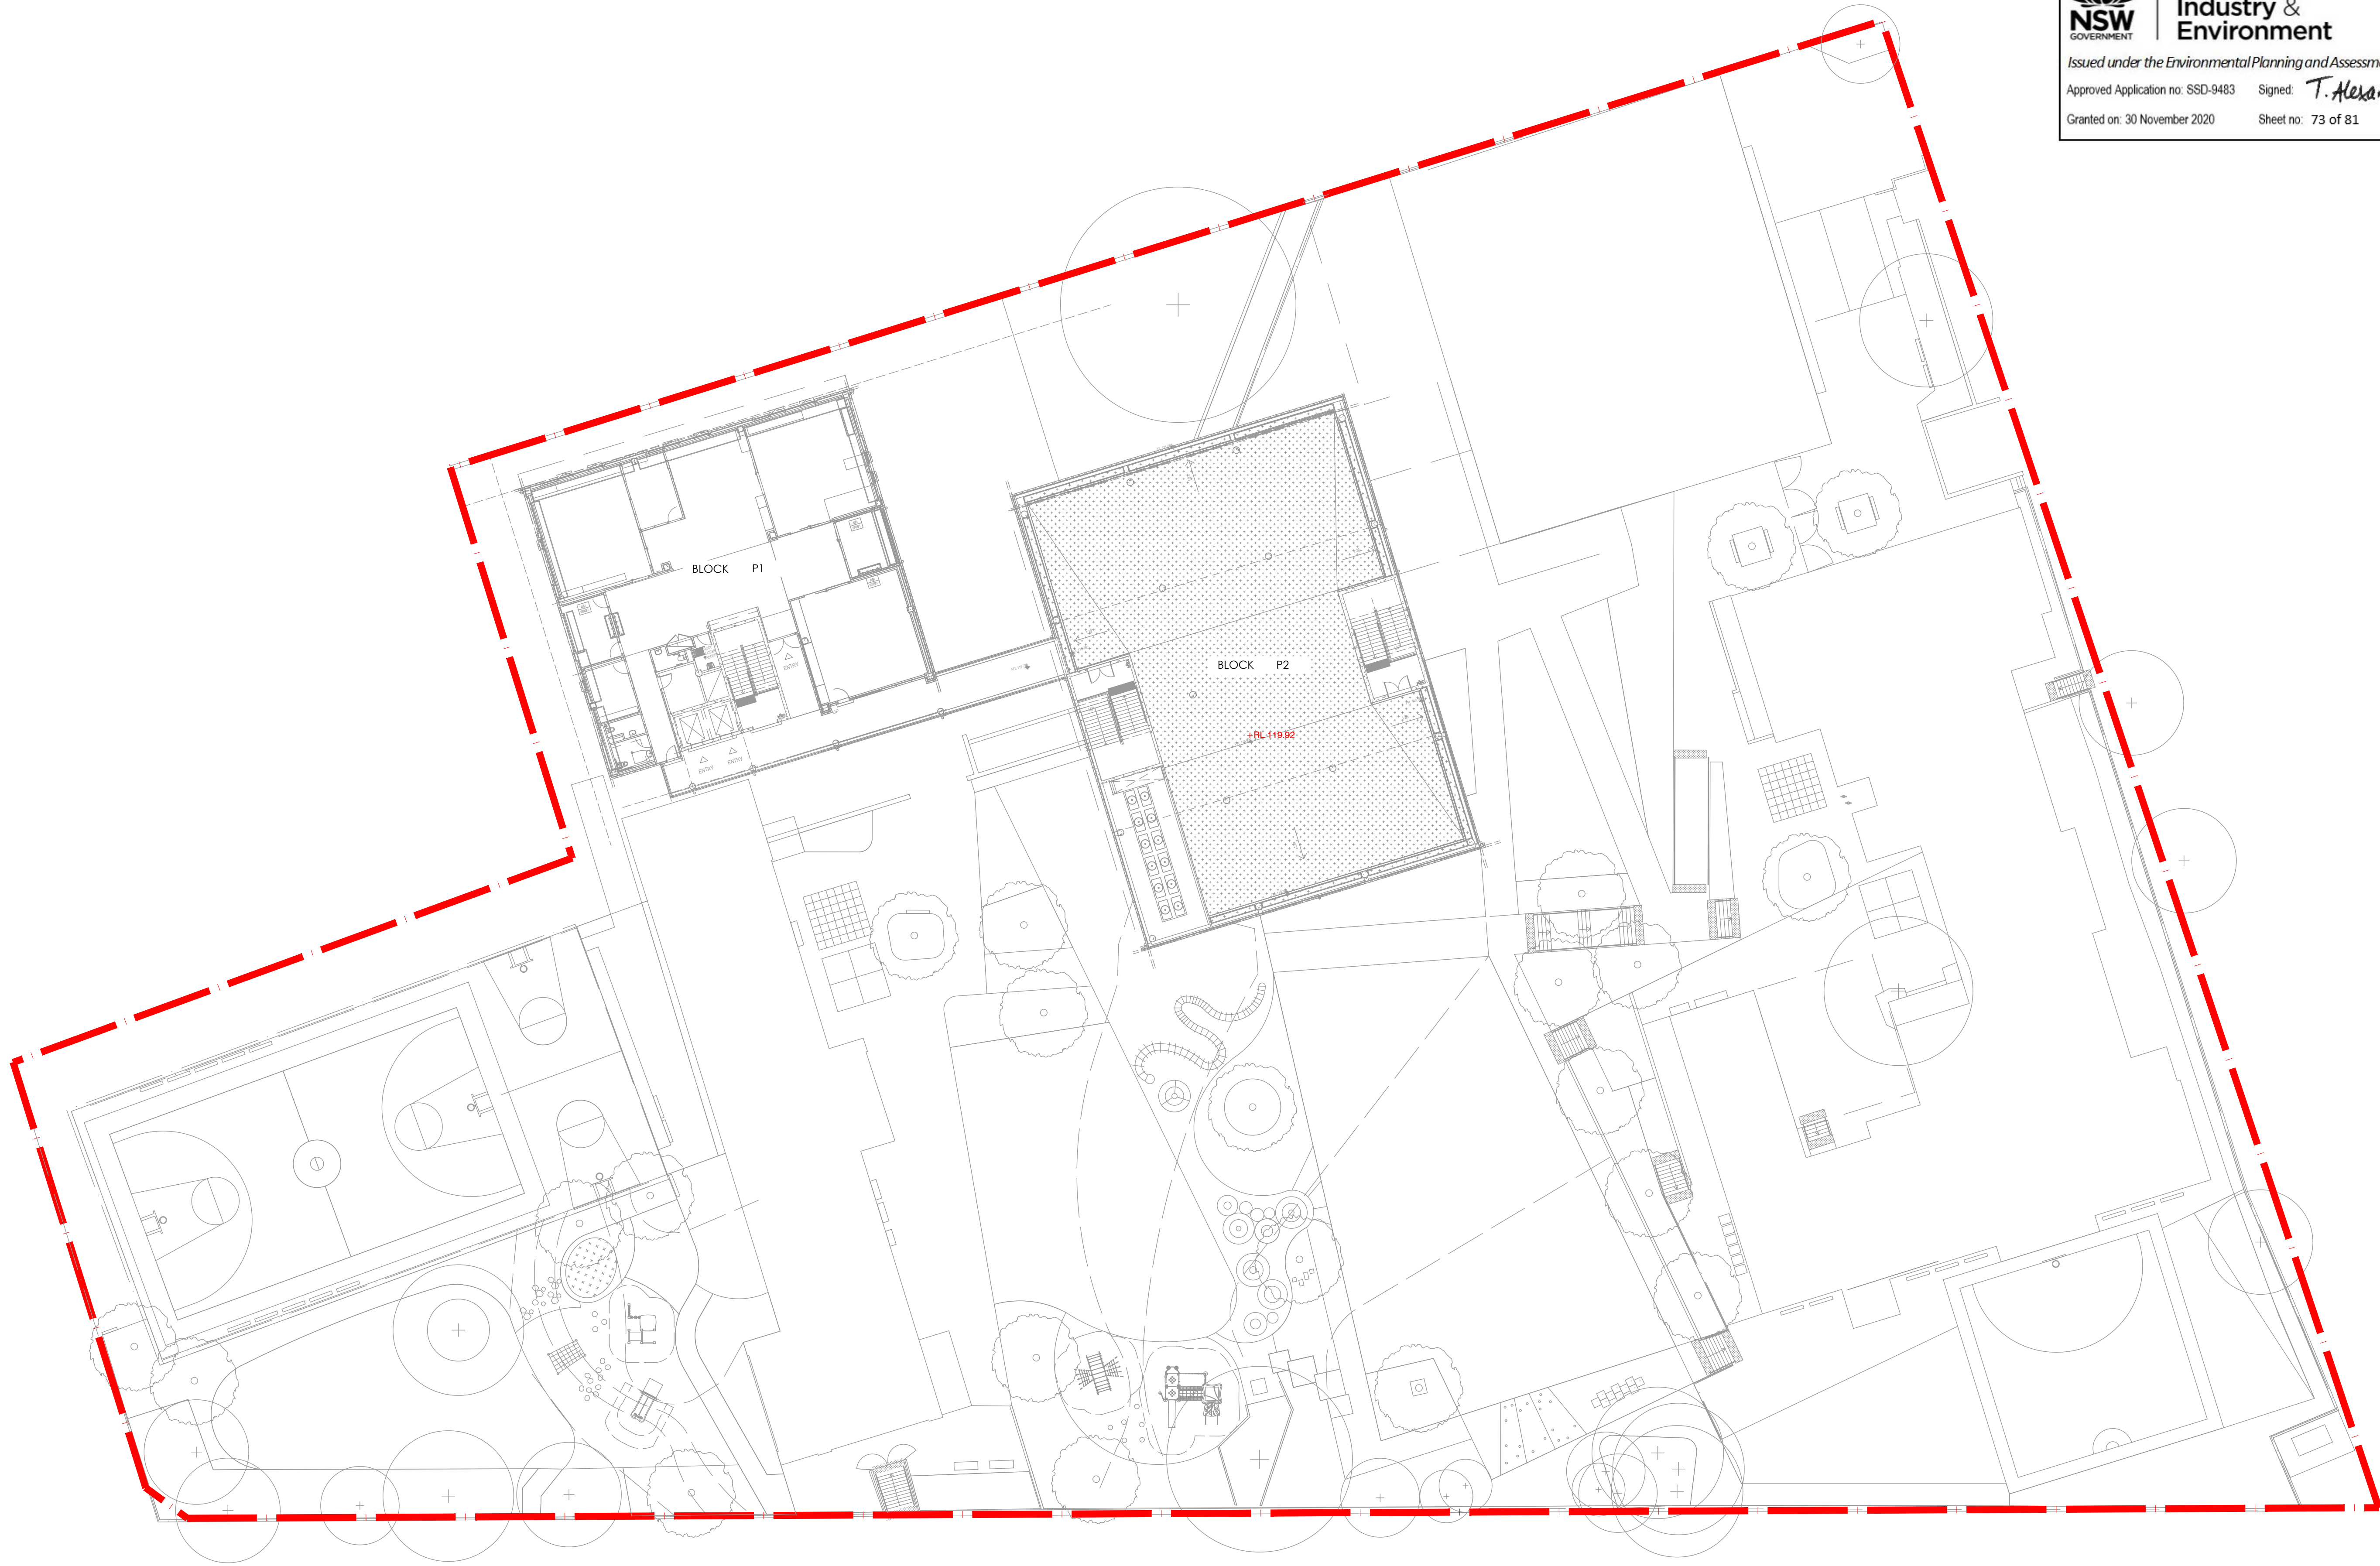 Industry &
Environment
NSW
GOVERNMENT
Issued under the Environmental Planning and Assessm
Approved Application no: SSD-9483 Signed: T. Alexa
Granted on: 30 November 2020 Sheet no: 73 of 81
BLOCK P1
ENTRY
BLOCK P2
+RL 119.92
ENTRY ENTRY